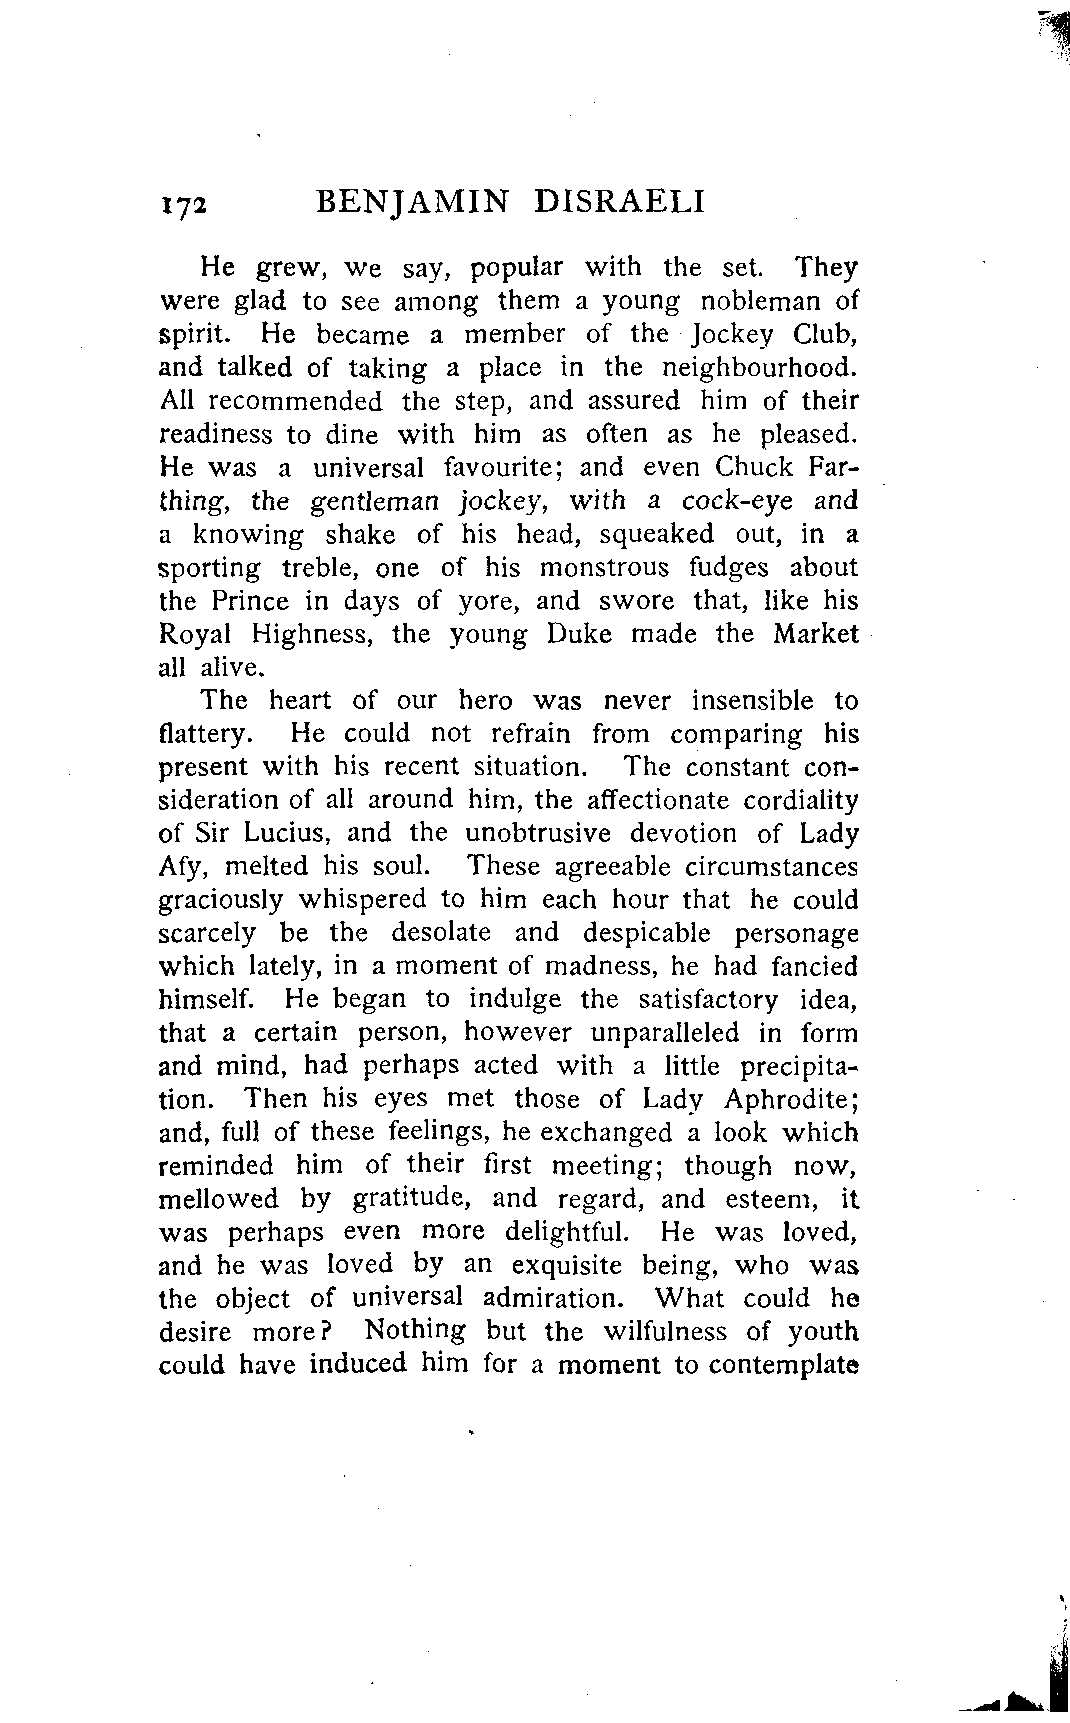 172 BENJAMIN DISRAELI
He grew, we say, popular with the set. They
were glad to see among them a young nobleman of
spirit. He became a member of the Jockey Club,
and talked of taking a place in the neighbourhood.
All recommended the step, and assured him of their
readiness to dine with him as often as he pleased.
He was a universal favourite; and even Chuck Far-
thing, the gentleman jockey, with a cock-eye and
a knowing shake of his head, squeaked out, in a
sporting treble, one of his monstrous fudges about
the Prince in days of yore, and swore that, like his
Royal Highness, the young Duke made the Market
all alive.
The heart of our hero was never insensible to
flattery. He could not refrain from comparing his
present with his recent situation. The constant con-
sideration of all around him, the affectionate cordiality
of Sir Lucius, and the unobtrusive devotion of Lady
Afy, melted his soul. These agreeable circumstances
graciously whispered to him each hour that he could
scarcely be the desolate and despicable personage
which lately, in a moment of madness, he had fancied
himself. He began to indulge the satisfactory idea,
that a certain person, however unparalleled in form
and mind, had perhaps acted with a little precipita-
tion. Then his eyes met those of Lady Aphrodite;
and, full of these feelings, he exchanged a look which
reminded him of their first meeting; though now,
mellowed by gratitude, and regard, and esteem, it
was perhaps even more delightful. He was loved,
and he was loved by an exquisite being, who was
the object of universal admiration. What could he
desire more? Nothing but the wilfulness of youth
could have induced him for a moment to contemplate